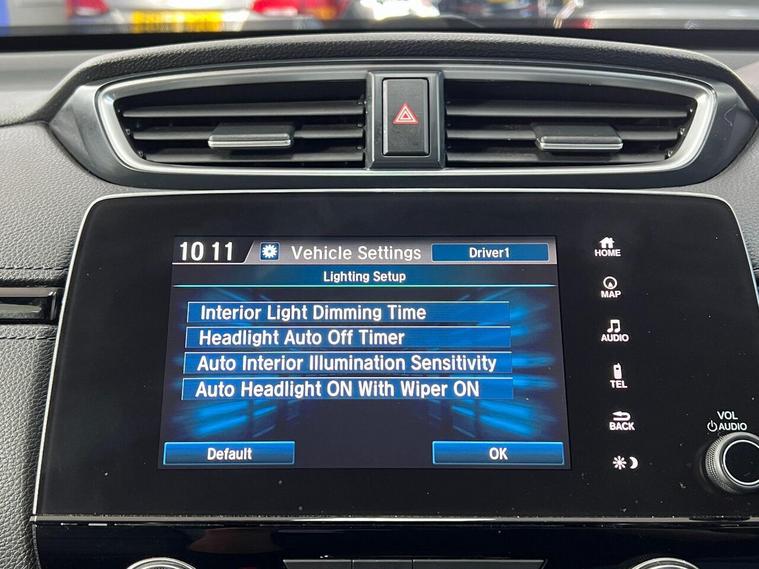 10 11 Vehicle Settings Driver1
Lighting Setup
Interior Light Dimming Time
Headlight Auto Off Timer
Auto Interior Illumination Sensitivity
Auto Headlight ON With Wiper ON
Default OK
HOME
MAP
AUDIO
TEL
BACK
VOL
AUDIO